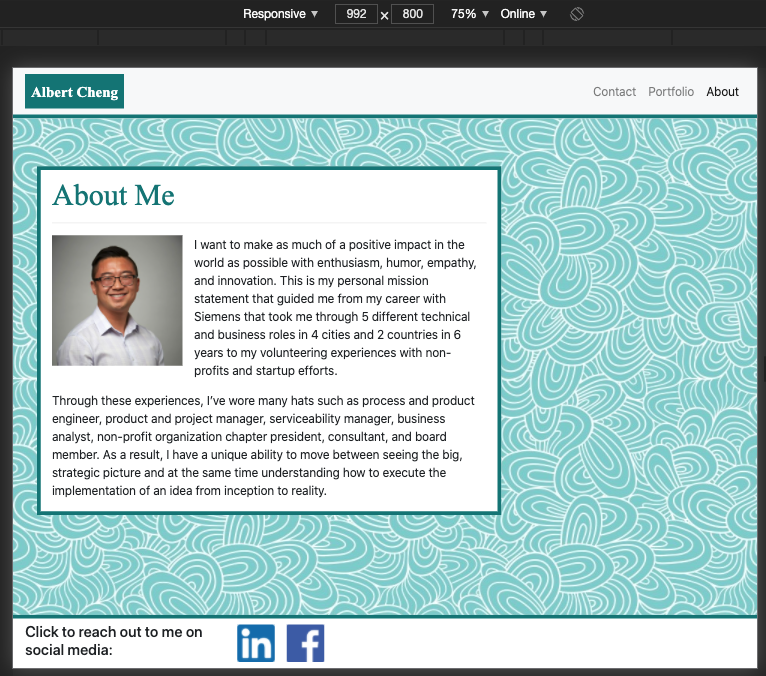 Responsive ▼ 992 x 800 75% ▼ Online ▼
Albert Cheng
Contact Portfolio About
About Me
I want to make as much of a positive impact in the
world as possible with enthusiasm, humor, empathy,
and innovation. This is my personal mission
statement that guided me from my career with
Siemens that took me through 5 different technical
and business roles in 4 cities and 2 countries in 6
years to my volunteering experiences with non-
profits and startup efforts.
Through these experiences, I've wore many hats such as process and product
engineer, product and project manager, serviceability manager, business
analyst, non-profit organization chapter president, consultant, and board
member. As a result, I have a unique ability to move between seeing the big,
strategic picture and at the same time understanding how to execute the
implementation of an idea from inception to reality.
Click to reach out to me on
social media:
in f